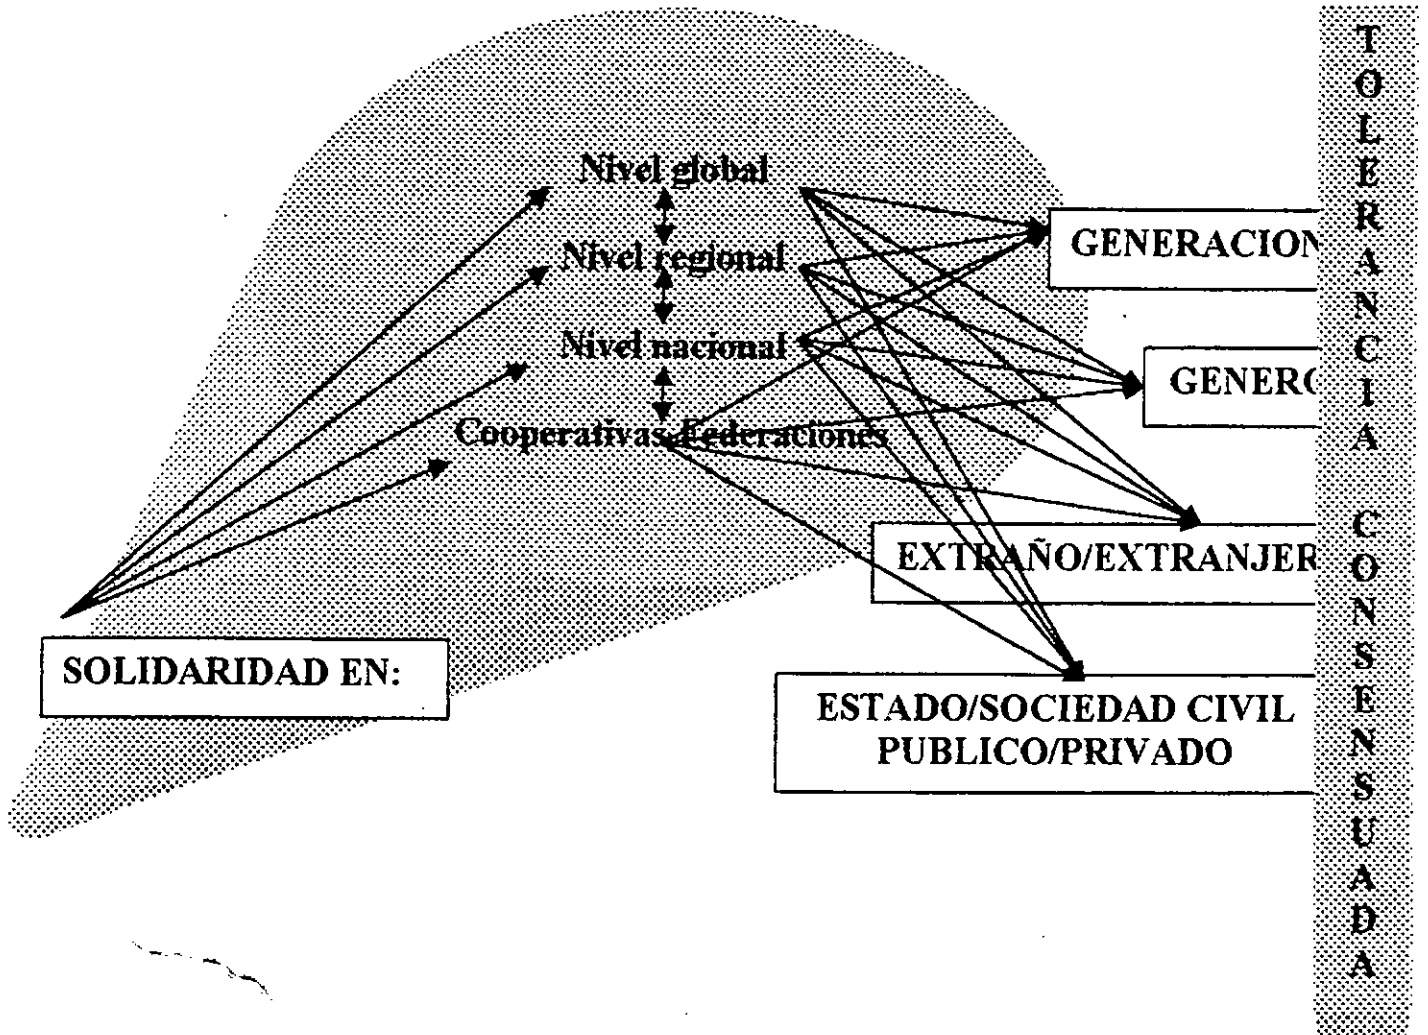 Nivel global
Nivel regional
Nivel nacional
Cooperativas-Federaciones
SOLIDARIDAD EN:
GENERACION
GENERO
EXTRAÑO/EXTRANJER
ESTADO/SOCIEDAD CIVIL
PUBLICO/PRIVADO
TOLERANCIA CONSENSUADA